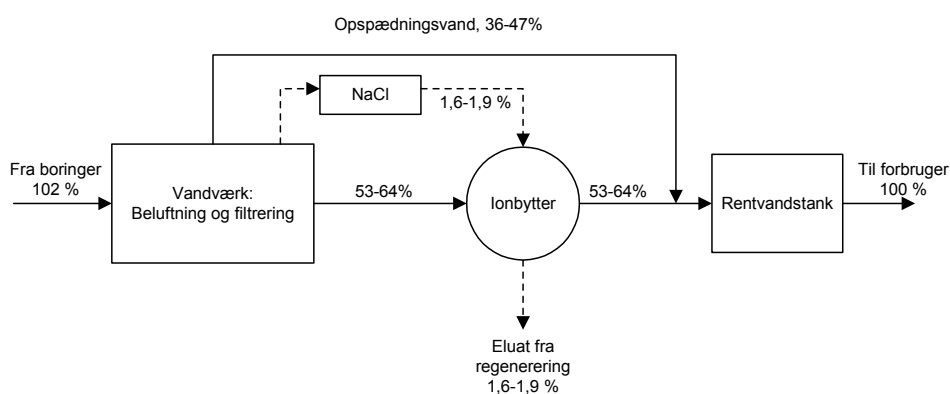 Opspædningsvand, 36-47%
NaCl
1,6-1,9 %
Fra boringer
102 %
Vandværk:
Beluftning og filtrering
53-64%
Ionbytter
53-64%
Rentvandstank
Til forbruger
100 %
Eluat fra
regenerering
1,6-1,9 %